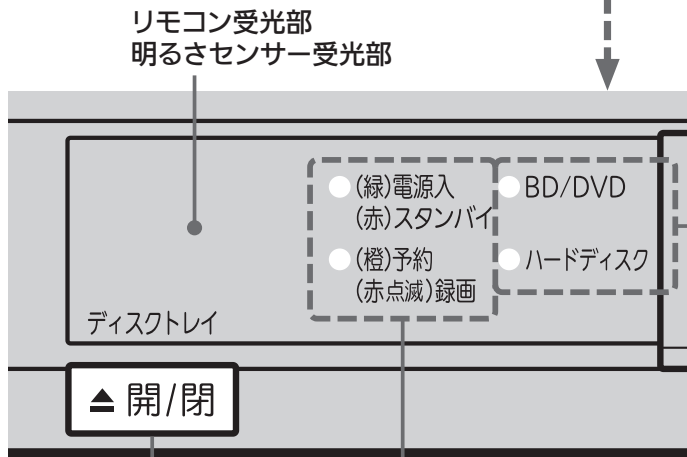 リモコン受光部
明るさセンサー受光部
(緑)電源入
(赤)スタンバイ
BD/DVD
(橙)予約
(赤点滅)録画
ハードディスク
ディスクトレイ
▲開/閉